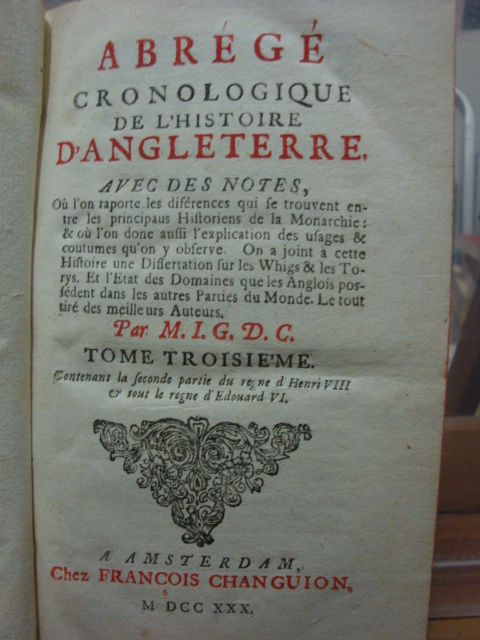 ABRÉGÉ
CRONOLOGIQUE
DE L'HISTOIRE
D'ANGLETERRE,
AVEC DES NOTES,
Où l'on raporte les diférences qui ſe trouvent en-
tre les principaus Hiſtoriens de la Monarchie:
& où l'on done auſſi l'explication des uſages &
coutumes qu'on y obſerve. On a joint a cette
Hiſtoire une Diſſertation ſur les Whigs & les To-
rys. Et l'Etat des Domaines que les Anglois poſ-
ſédent dans les autres Parties du Monde. Le tout
tiré des meilleurs Auteurs.
Par M. I. G. D. C.
TOME TROISIE'ME.
Contenant la ſeconde partie du regne d Henri VIII
& tout le regne d'Edouard VI.
A AMSTERDAM,
Chez FRANCOIS CHANGUION,
M DCC XXX.